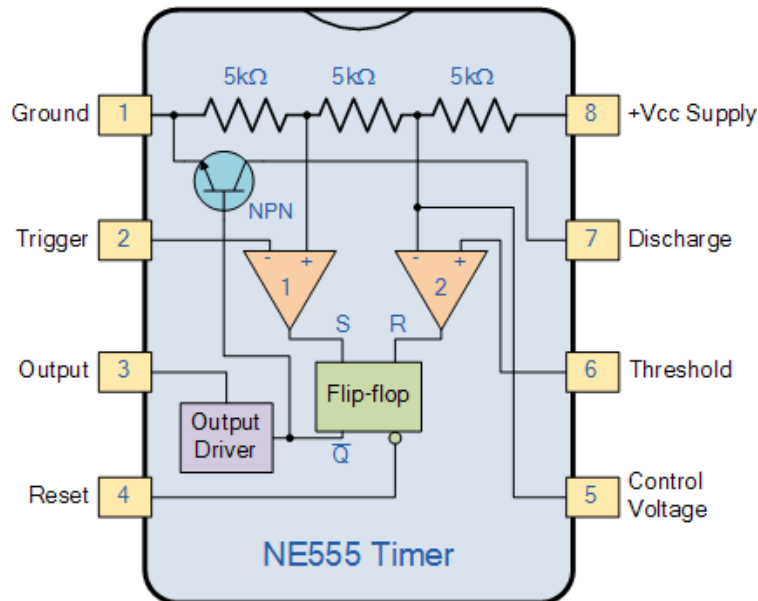 5kΩ 5kΩ 5kΩ
Ground 1
8 +Vcc Supply
NPN
Trigger 2
7 Discharge
- +
- +
1
2
S R
Output 3
6 Threshold
Flip-flop
Output
Driver
Q̅
Reset 4
5 Control
Voltage
NE555 Timer